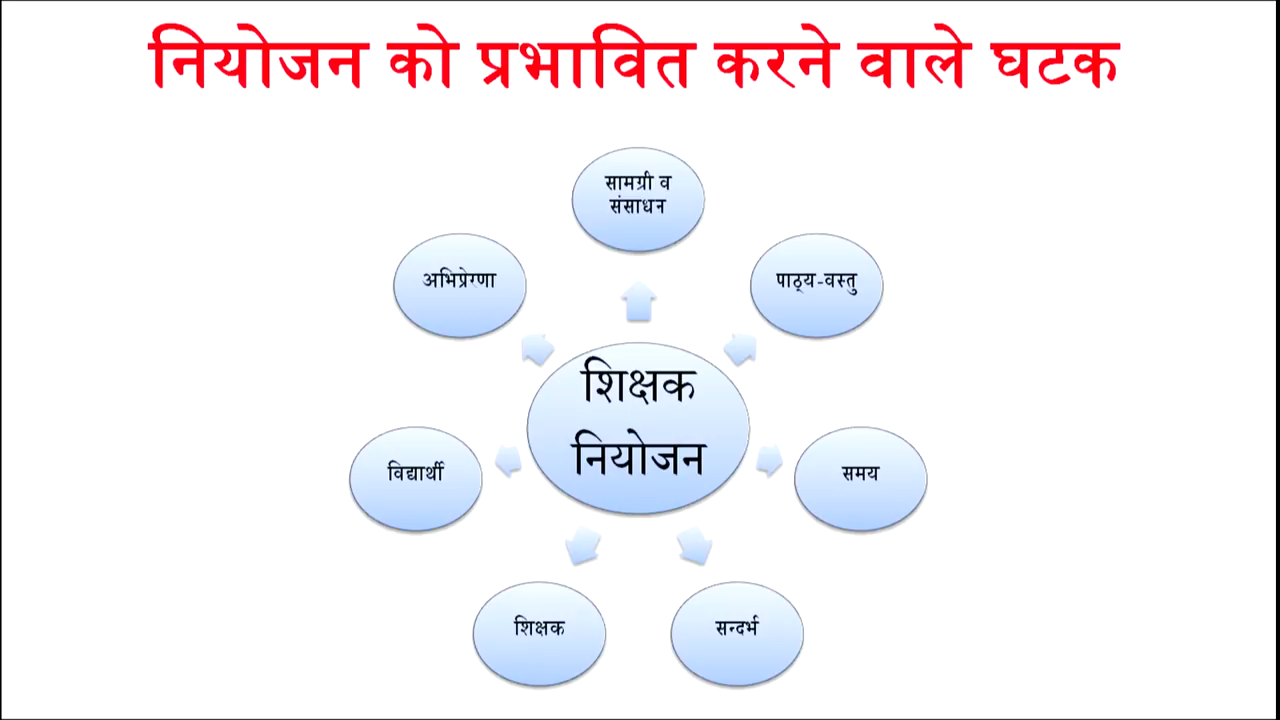 नियोजन को प्रभावित करने वाले घटक
सामग्री व
संसाधन
अभिप्रेरणा
पाठ्य-वस्तु
शिक्षक
नियोजन
विद्यार्थी
समय
शिक्षक
सन्दर्भ